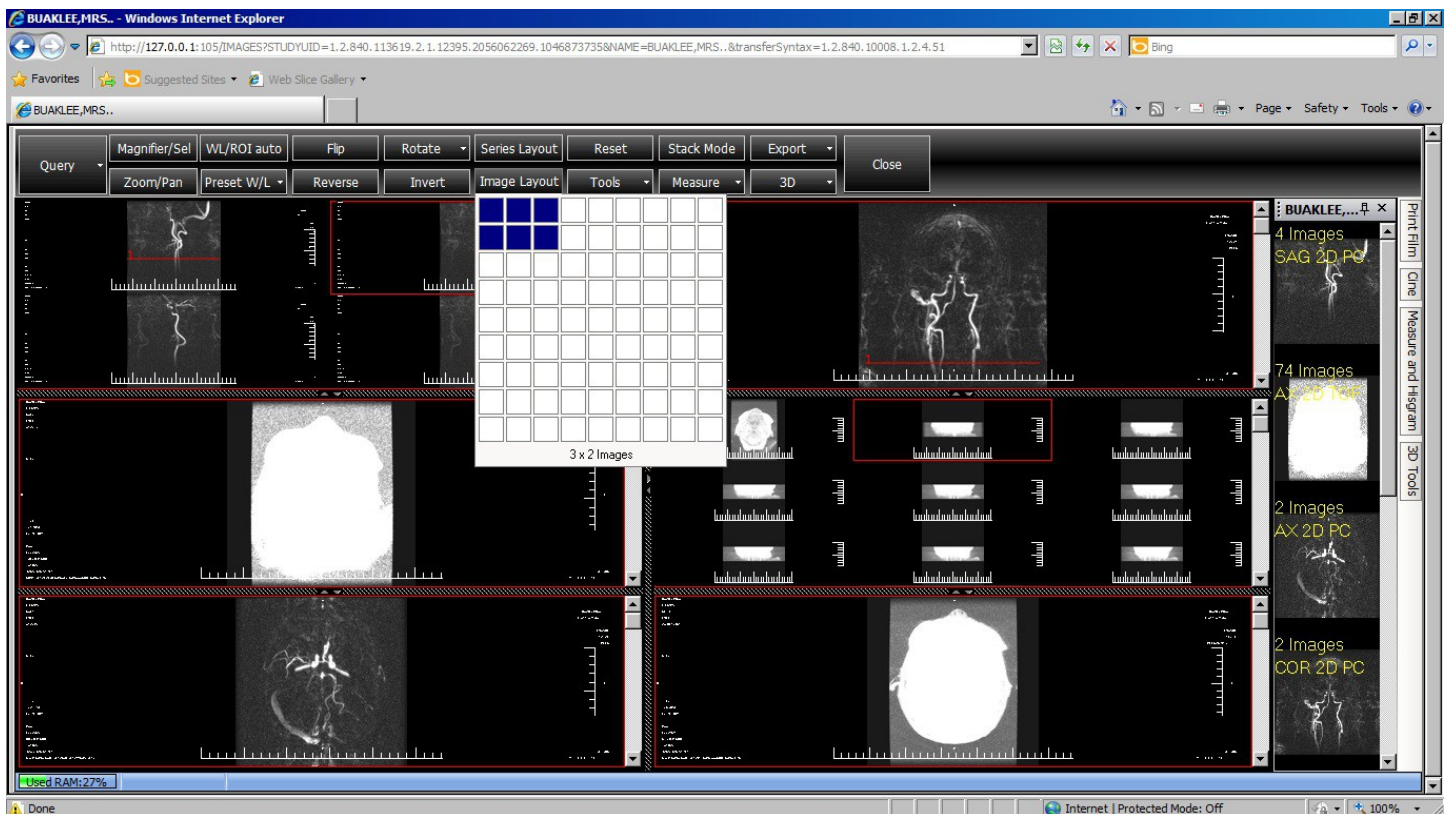 BUAKLEE,MRS.. - Windows Internet Explorer
http://127.0.0.1:105/IMAGES?STUDYUID=1.2.840.113619.2.1.12395.2056062269.1046873735&NAME=BUAKLEE,MRS..&transferSyntax=1.2.840.10008.1.2.4.51
Bing
Favorites Suggested Sites Web Slice Gallery
BUAKLEE,MRS.. Page Safety Tools
Query Magnifier/Sel WL/ROI auto Flip Rotate Series Layout Reset Stack Mode Export Close
Zoom/Pan Preset W/L Reverse Invert Image Layout Tools Measure 3D
3 x 2 Images
1
1
BUAKLEE,...
4 Images
SAG 2D PC
74 Images
AX 2D TOF
2 Images
AX 2D PC
2 Images
COR 2D PC
Print Film
Cine
Measure and Hisgram
3D Tools
Used RAM:27%
Done Internet | Protected Mode: Off 100%